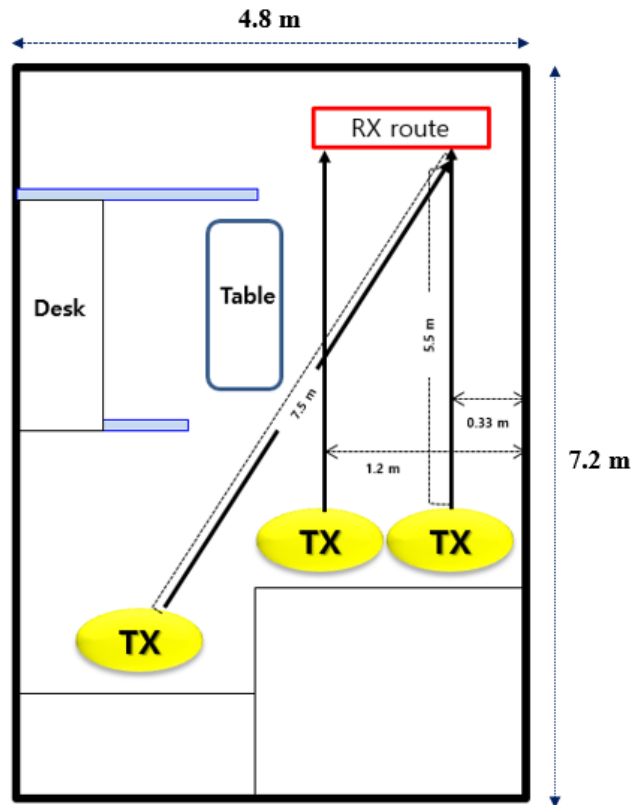 4.8 m
RX route
Desk
Table
5.5 m
7.5 m
0.33 m
1.2 m
7.2 m
TX
TX
TX